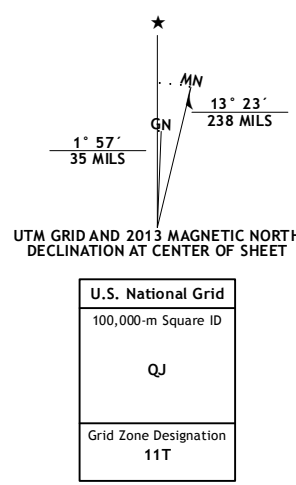 ★
MN
GN
13° 23´
238 MILS
1° 57´
35 MILS
UTM GRID AND 2013 MAGNETIC NORTH
DECLINATION AT CENTER OF SHEET
U.S. National Grid
100,000-m Square ID
QJ
Grid Zone Designation
11T